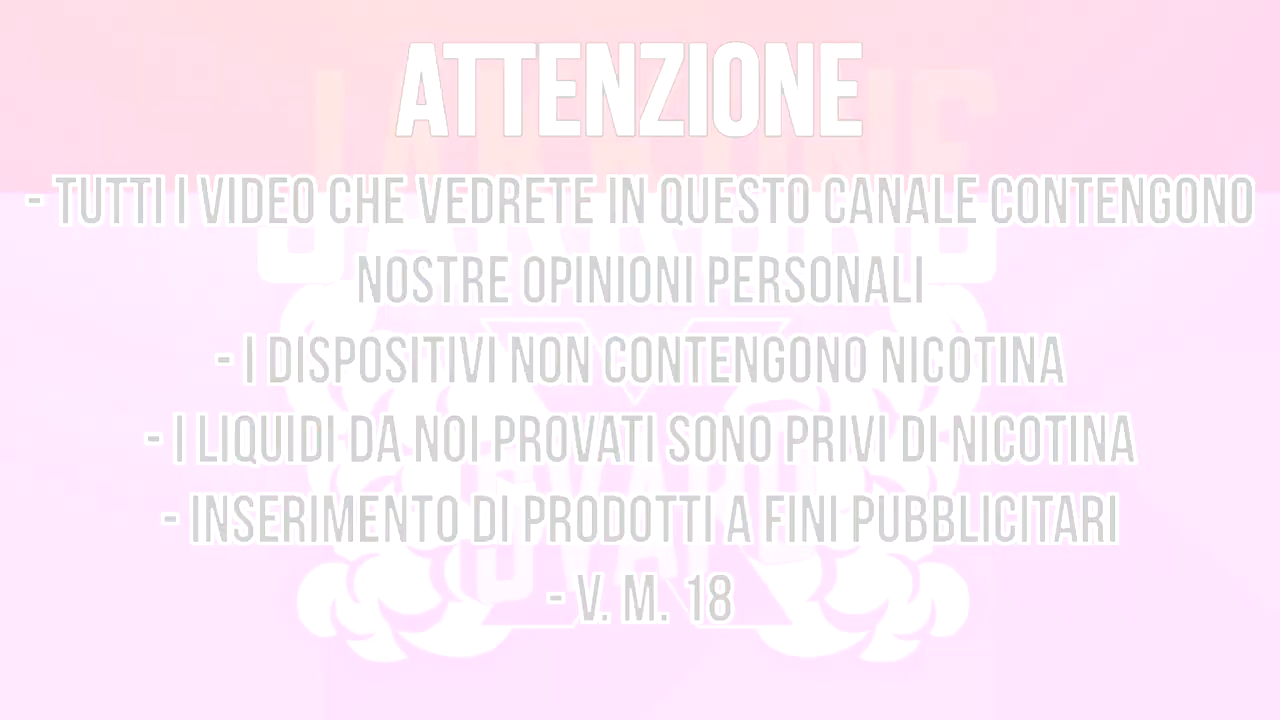 ATTENZIONE
- TUTTI I VIDEO CHE VEDRETE IN QUESTO CANALE CONTENGONO
NOSTRE OPINIONI PERSONALI
- I DISPOSITIVI NON CONTENGONO NICOTINA
- I LIQUIDI DA NOI PROVATI SONO PRIVI DI NICOTINA
- INSERIMENTO DI PRODOTTI A FINI PUBBLICITARI
- V. M. 18